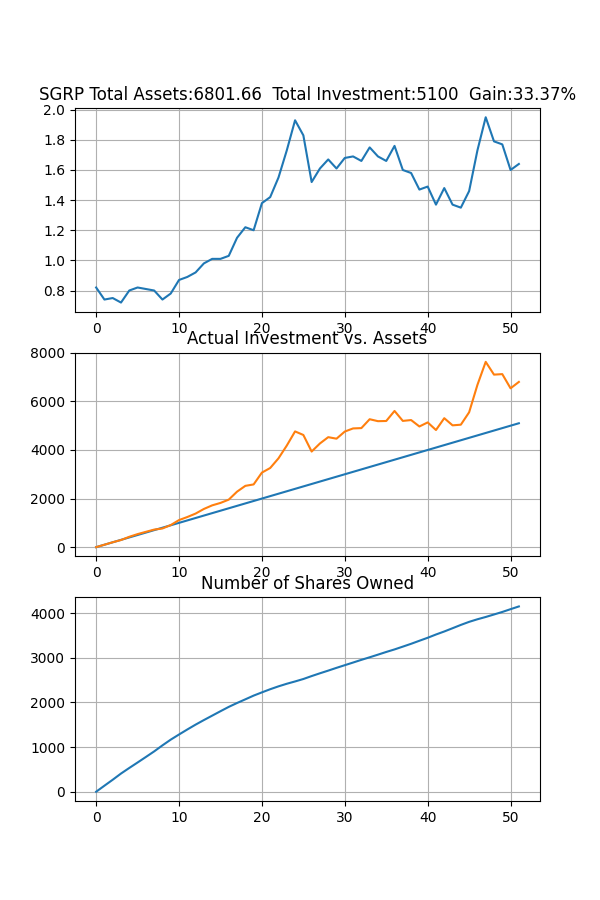 SGRP Total Assets:6801.66  Total Investment:5100  Gain:33.37%
2.0
1.8
1.6
1.4
1.2
1.0
0.8
0 10 20 30 40 50
Actual Investment vs. Assets
8000
6000
4000
2000
0
0 10 20 30 40 50
Number of Shares Owned
4000
3000
2000
1000
0
0 10 20 30 40 50